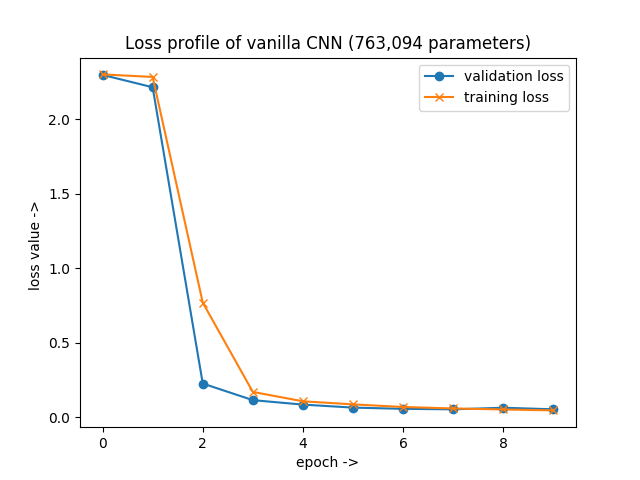 Loss profile of vanilla CNN (763,094 parameters)
validation loss
training loss
2.0
1.5
1.0
0.5
0.0
loss value ->
0 2 4 6 8
epoch ->